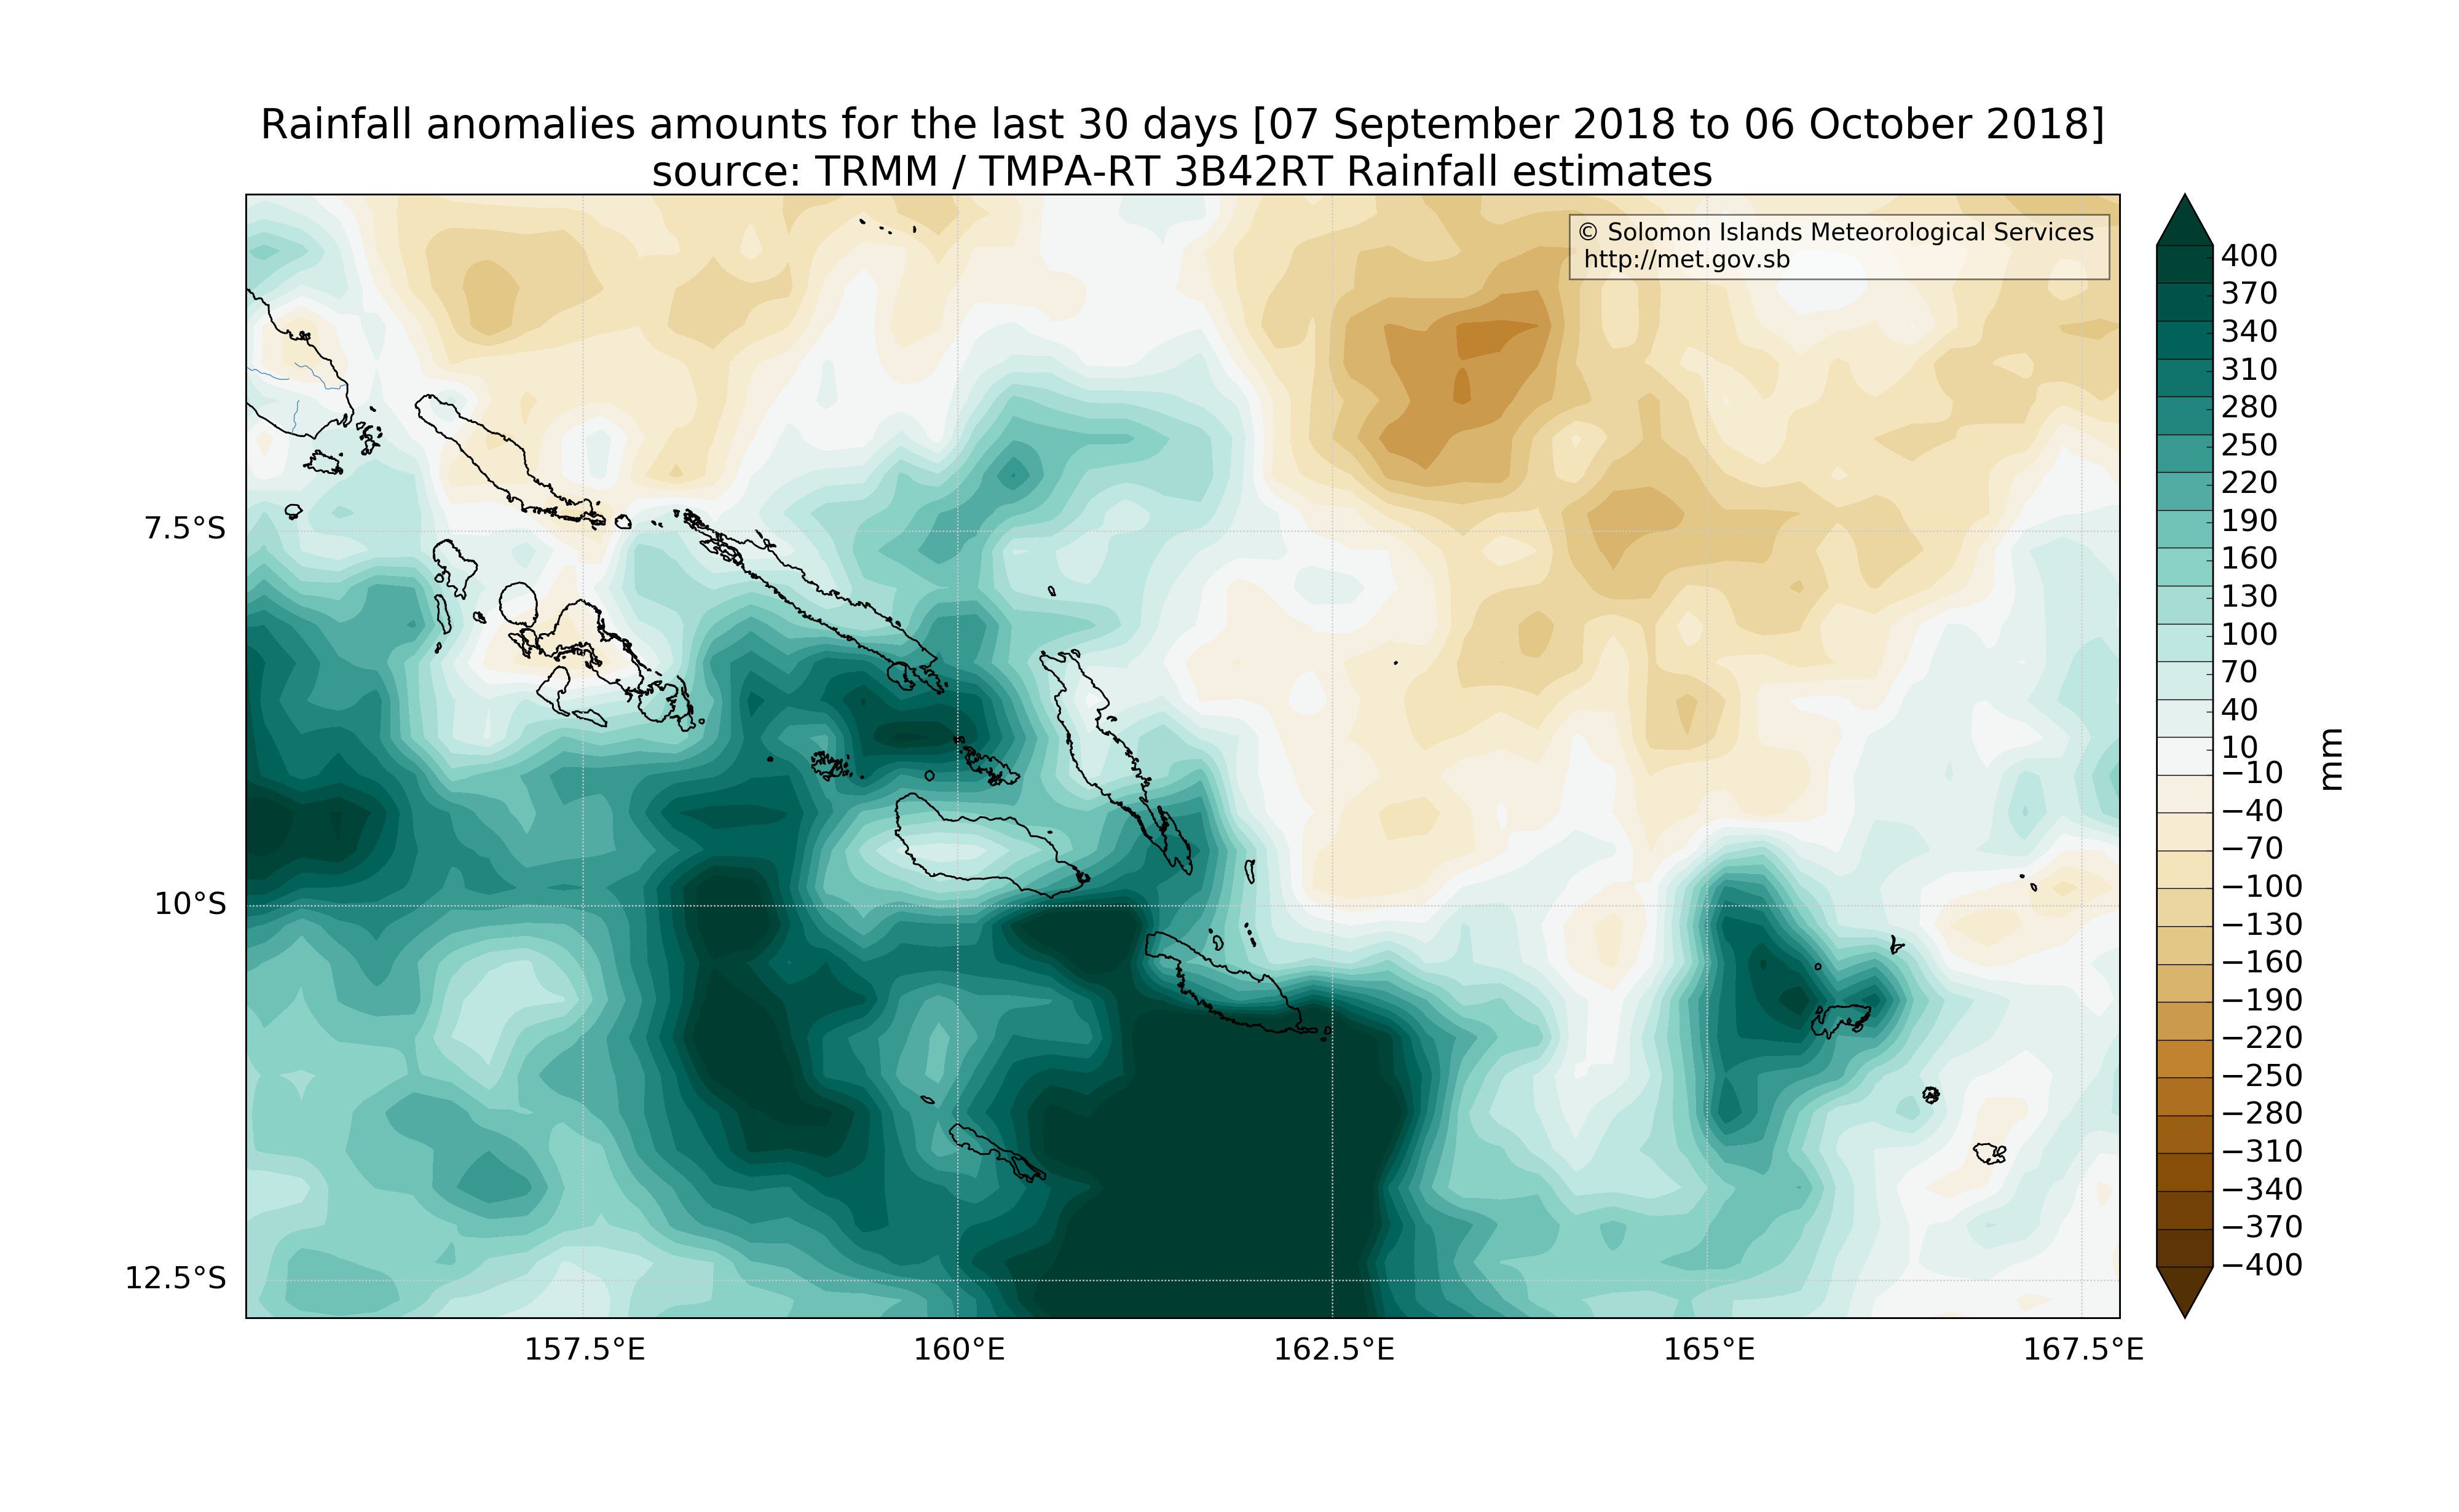 Rainfall anomalies amounts for the last 30 days [07 September 2018 to 06 October 2018]
source: TRMM / TMPA-RT 3B42RT Rainfall estimates
© Solomon Islands Meteorological Services
http://met.gov.sb
7.5°S
10°S
12.5°S
157.5°E
160°E
162.5°E
165°E
167.5°E
400
370
340
310
280
250
220
190
160
130
100
70
40
10
−10
−40
−70
−100
−130
−160
−190
−220
−250
−280
−310
−340
−370
−400
mm